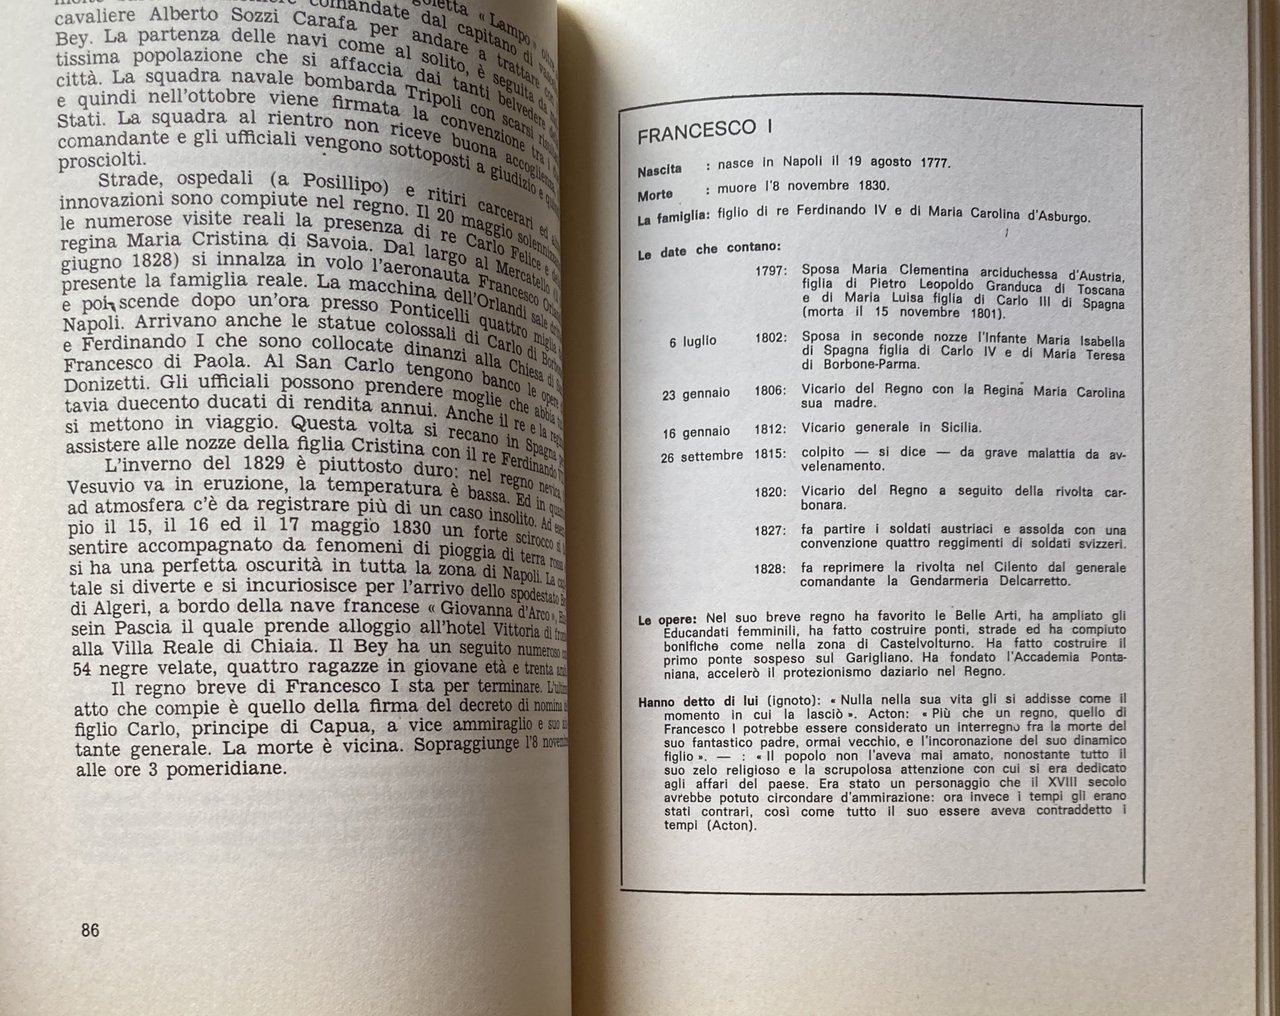 comandate dal capitano di
cavaliere Alberto Sozzi Carafa per andare a trattare con
Bey. La partenza delle navi come al solito, è seguita da
tissima popolazione che si affaccia dai tanti belvedere
città. La squadra navale bombarda Tripoli con scarsi
e quindi nell'ottobre viene firmata la convenzione tra i
Stati. La squadra al rientro non riceve buona accoglienza,
comandante e gli ufficiali vengono sottoposti a giudizio e
prosciolti.
Strade, ospedali (a Posillipo) e ritiri carcerari ed
innovazioni sono compiute nel regno. Il 20 maggio
le numerose visite reali la presenza di re Carlo Felice e
regina Maria Cristina di Savoia. Dal largo al Mercatello
giugno 1828) si innalza in volo l'aeronauta Francesco
presente la famiglia reale. La macchina dell'Orlandi sale
e poi scende dopo un'ora presso Ponticelli quattro miglia
Napoli. Arrivano anche le statue colossali di Carlo di
e Ferdinando I che sono collocate dinanzi alla Chiesa di
Francesco di Paola. Al San Carlo tengono banco le opere
Donizetti. Gli ufficiali possono prendere moglie che
tavia duecento ducati di rendita annui. Anche il re e la
si mettono in viaggio. Questa volta si recano in Spagna
assistere alle nozze della figlia Cristina con il re Ferdinando
L'inverno del 1829 è piuttosto duro: nel regno nevica
Vesuvio va in eruzione, la temperatura è bassa. Ed in
ad atmosfera c'è da registrare più di un caso insolito. Ad
pio il 15, il 16 ed il 17 maggio 1830 un forte scirocco si
sentire accompagnato da fenomeni di pioggia di terra
si ha una perfetta oscurità in tutta la zona di Napoli. La
tale si diverte e si incuriosisce per l'arrivo dello spodestato
di Algeri, a bordo della nave francese « Giovanna d'Arco »,
sein Pascia il quale prende alloggio all'hotel Vittoria di
alla Villa Reale di Chiaia. Il Bey ha un seguito numeroso
54 negre velate, quattro ragazze in giovane età e trenta
Il regno breve di Francesco I sta per terminare. L'ultimo
atto che compie è quello della firma del decreto di nomina
figlio Carlo, principe di Capua, a vice ammiraglio e suo
tante generale. La morte è vicina. Sopraggiunge l'8
alle ore 3 pomeridiane.
86
FRANCESCO I
Nascita : nasce in Napoli il 19 agosto 1777.
Morte : muore l'8 novembre 1830.
La famiglia: figlio di re Ferdinando IV e di Maria Carolina d'Asburgo.
Le date che contano:
1797: Sposa Maria Clementina arciduchessa d'Austria,
figlia di Pietro Leopoldo Granduca di Toscana
e di Maria Luisa figlia di Carlo III di Spagna
(morta il 15 novembre 1801).
6 luglio 1802: Sposa in seconde nozze l'Infante Maria Isabella
di Spagna figlia di Carlo IV e di Maria Teresa
di Borbone-Parma.
23 gennaio 1806: Vicario del Regno con la Regina Maria Carolina
sua madre.
16 gennaio 1812: Vicario generale in Sicilia.
26 settembre 1815: colpito — si dice — da grave malattia da av-
velenamento.
1820: Vicario del Regno a seguito della rivolta car-
bonara.
1827: fa partire i soldati austriaci e assolda con una
convenzione quattro reggimenti di soldati svizzeri.
1828: fa reprimere la rivolta nel Cilento dal generale
comandante la Gendarmeria Delcarretto.
Le opere: Nel suo breve regno ha favorito le Belle Arti, ha ampliato gli
Educandati femminili, ha fatto costruire ponti, strade ed ha compiuto
bonifiche come nella zona di Castelvolturno. Ha fatto costruire il
primo ponte sospeso sul Garigliano. Ha fondato l'Accademia Ponta-
niana, accelerò il protezionismo daziario nel Regno.
Hanno detto di lui (ignoto): « Nulla nella sua vita gli si addisse come il
momento in cui la lasciò ». Acton: « Più che un regno, quello di
Francesco I potrebbe essere considerato un interregno fra la morte del
suo fantastico padre, ormai vecchio, e l'incoronazione del suo dinamico
figlio ». — : « Il popolo non l'aveva mai amato, nonostante tutto il
suo zelo religioso e la scrupolosa attenzione con cui si era dedicato
agli affari del paese. Era stato un personaggio che il XVIII secolo
avrebbe potuto circondare d'ammirazione: ora invece i tempi gli erano
stati contrari, così come tutto il suo essere aveva contraddetto i
tempi (Acton).